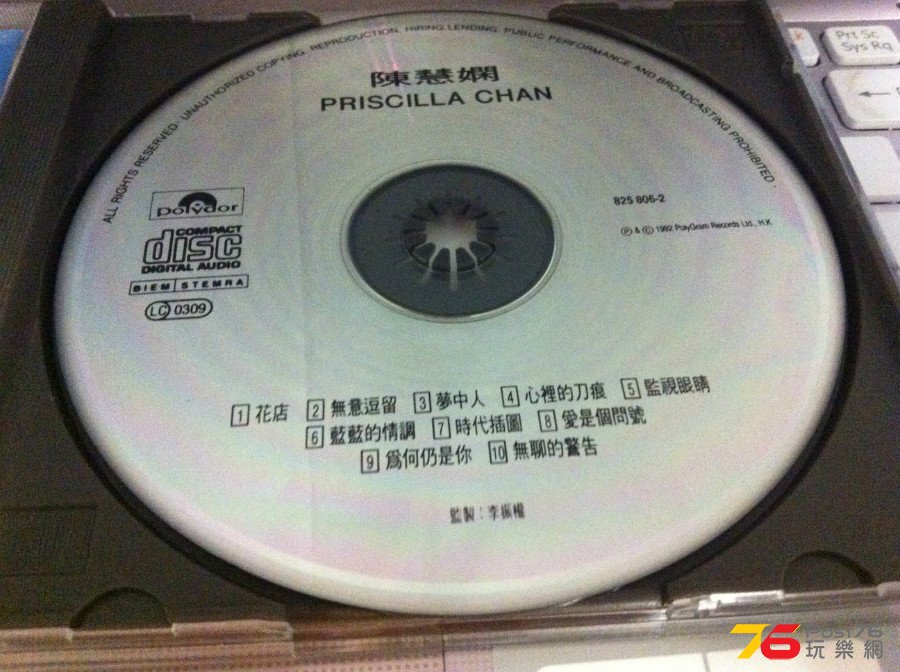 ALL RIGHTS RESERVED · UNAUTHORIZED COPYING, REPRODUCTION, HIRING, LENDING, PUBLIC PERFORMANCE AND BROADCASTING PROHIBITED ·
陳慧嫻
PRISCILLA CHAN
polydor
COMPACT
disc
DIGITAL AUDIO
BIEM | STEMRA
LC 0309
825 806-2
Ⓟ & © 1982 PolyGram Records Ltd., H.K.
1 花店 2 無意逗留 3 夢中人 4 心裡的刀痕 5 監視眼睛
6 藍藍的情調 7 時代插圖 8 愛是個問號
9 爲何仍是你 10 無聊的警告
監製：李振權
Prt Sc
Sys Rq
76 Post76
玩樂網